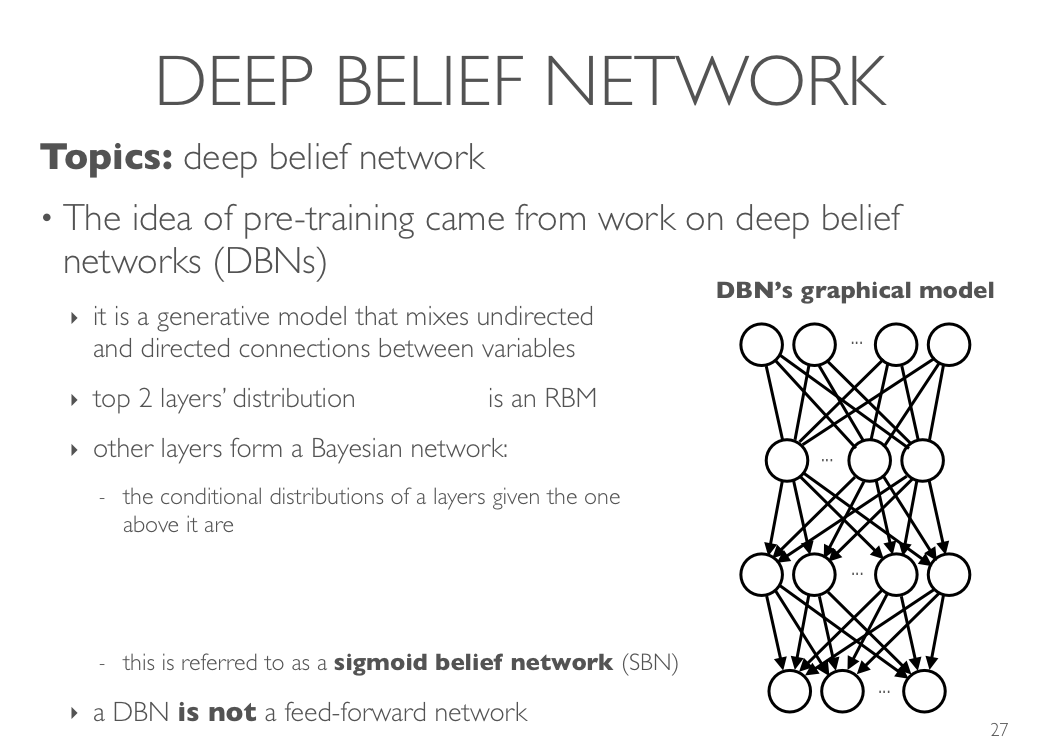 DEEP BELIEF NETWORK
Topics: deep belief network
• The idea of pre-training came from work on deep belief
networks (DBNs)
DBN's graphical model
‣ it is a generative model that mixes undirected
and directed connections between variables
‣ top 2 layers' distribution is an RBM
‣ other layers form a Bayesian network:
- the conditional distributions of a layers given the one
above it are
- this is referred to as a sigmoid belief network (SBN)
‣ a DBN is not a feed-forward network
...
...
...
...
27